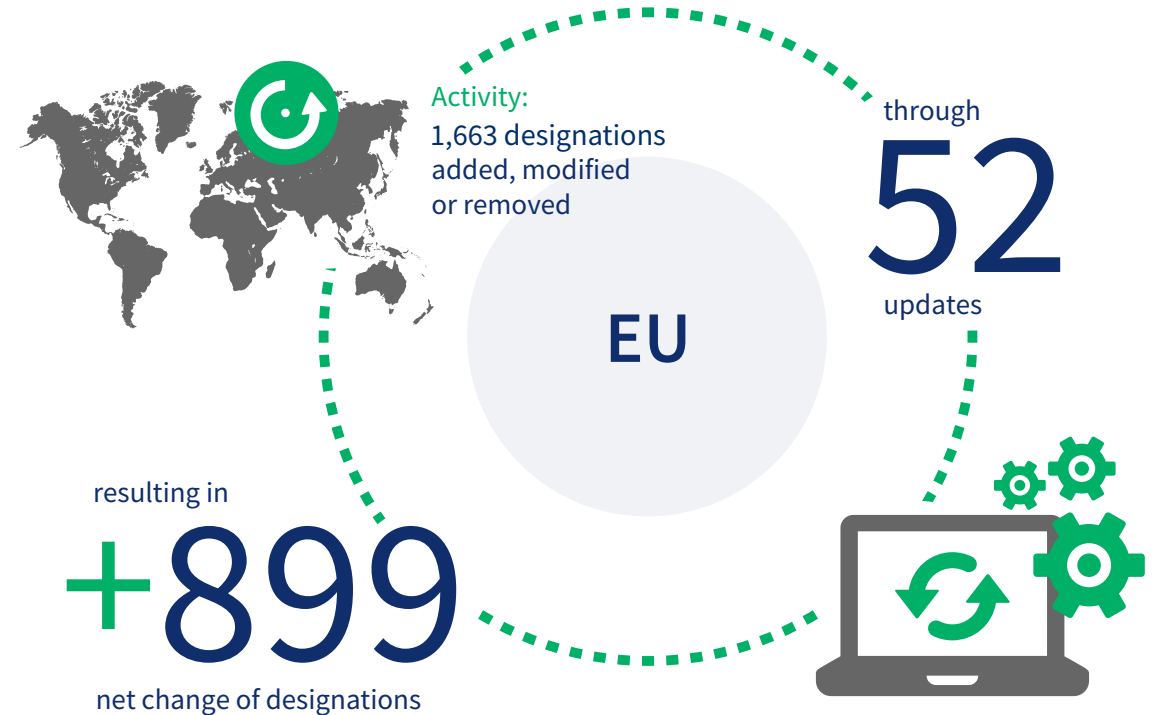 Activity:
1,663 designations
added, modified
or removed
through
52
updates
EU
resulting in
+899
net change of designations